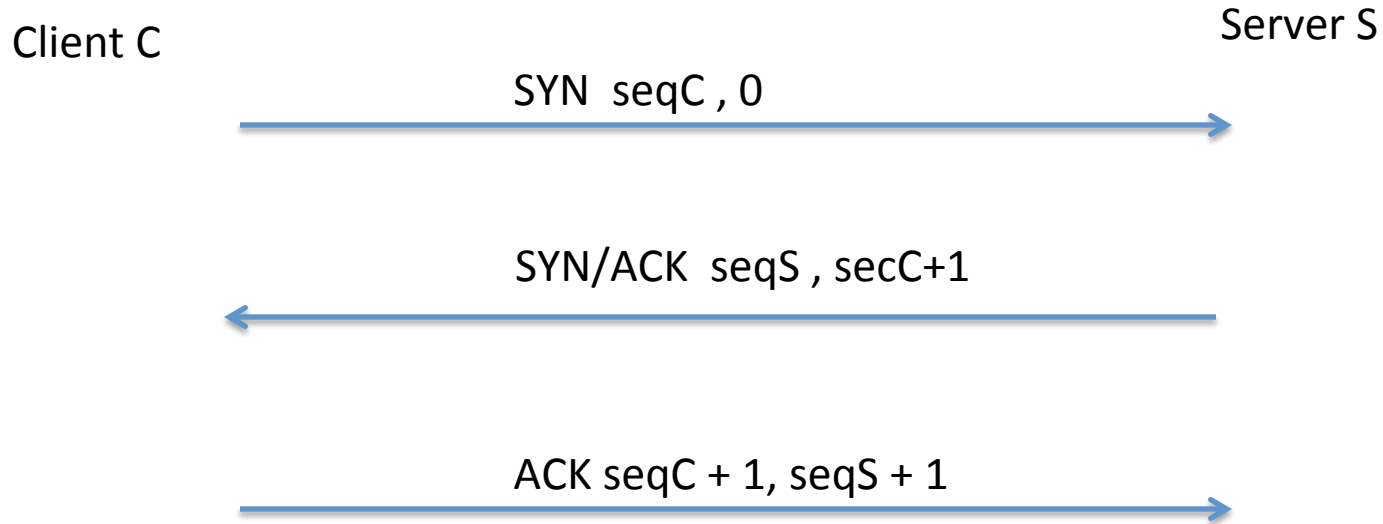 Client C
Server S
SYN seqC , 0
SYN/ACK seqS , secC+1
ACK seqC + 1, seqS + 1